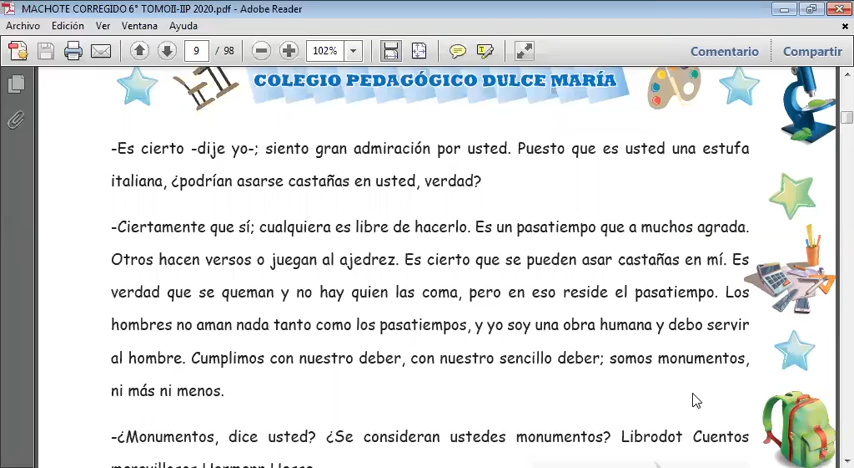 MACHOTE CORREGIDO 6° TOMOII-IIP 2020.pdf - Adobe Reader
Archivo Edición Ver Ventana Ayuda
9 / 98 102% Comentario Compartir
COLEGIO PEDAGÓGICO DULCE MARÍA
-Es cierto -dije yo-; siento gran admiración por usted. Puesto que es usted una estufa
italiana, ¿podrían asarse castañas en usted, verdad?
-Ciertamente que sí; cualquiera es libre de hacerlo. Es un pasatiempo que a muchos agrada.
Otros hacen versos o juegan al ajedrez. Es cierto que se pueden asar castañas en mí. Es
verdad que se queman y no hay quien las coma, pero en eso reside el pasatiempo. Los
hombres no aman nada tanto como los pasatiempos, y yo soy una obra humana y debo servir
al hombre. Cumplimos con nuestro deber, con nuestro sencillo deber; somos monumentos,
ni más ni menos.
-¿Monumentos, dice usted? ¿Se consideran ustedes monumentos? Librodot Cuentos
maravillosos Hermann Hesse